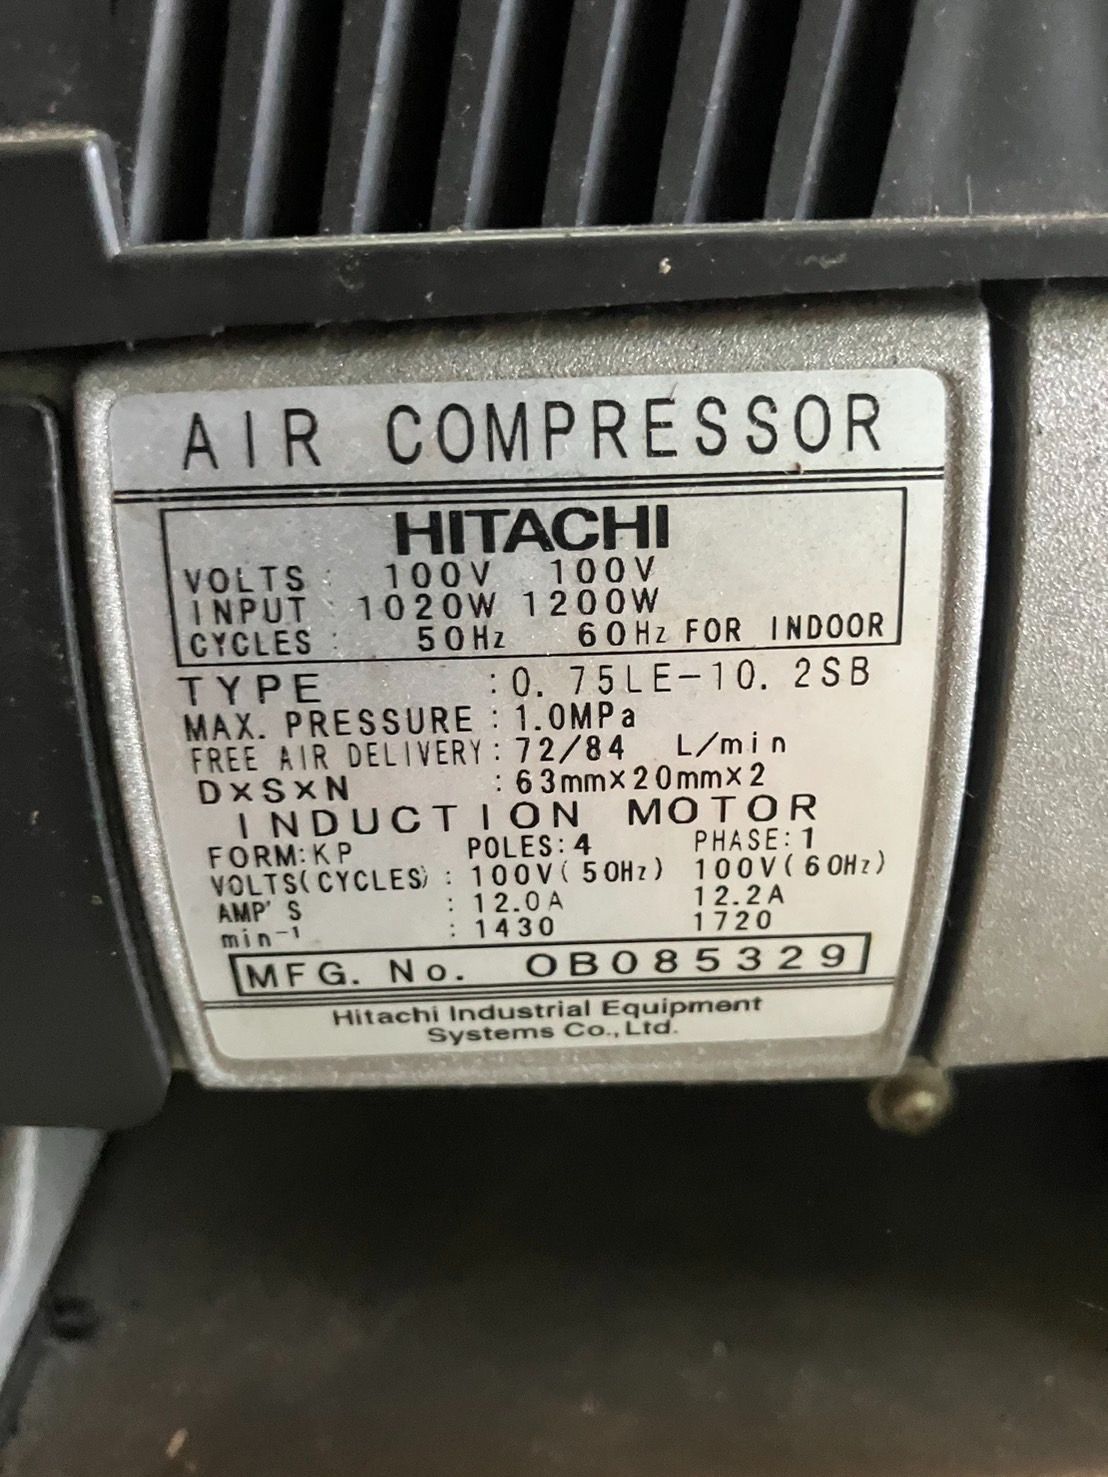 AIR COMPRESSOR
HITACHI
VOLTS : 100V 100V
INPUT : 1020W 1200W
CYCLES : 50Hz 60Hz FOR INDOOR
TYPE : 0. 75LE-10. 2SB
MAX. PRESSURE : 1.0MPa
FREE AIR DELIVERY : 72/84 L/min
D×S×N : 63mm×20mm×2
INDUCTION MOTOR
FORM:KP POLES:4 PHASE:1
VOLTS(CYCLES) : 100V(50Hz) 100V(60Hz)
AMP'S : 12.0A 12.2A
min⁻¹ : 1430 1720
MFG. No. OB085329
Hitachi Industrial Equipment
Systems Co., Ltd.